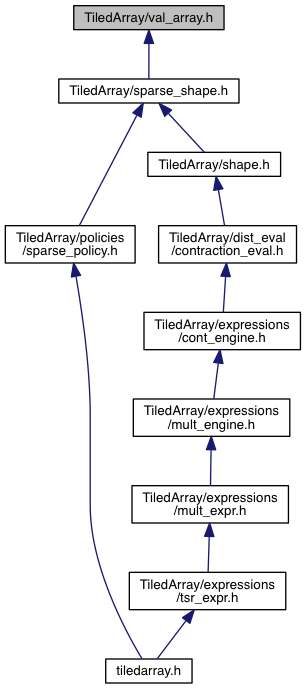 TiledArray/val_array.h
TiledArray/sparse_shape.h
TiledArray/shape.h
TiledArray/policies
/sparse_policy.h
TiledArray/dist_eval
/contraction_eval.h
TiledArray/expressions
/cont_engine.h
TiledArray/expressions
/mult_engine.h
TiledArray/expressions
/mult_expr.h
TiledArray/expressions
/tsr_expr.h
tiledarray.h